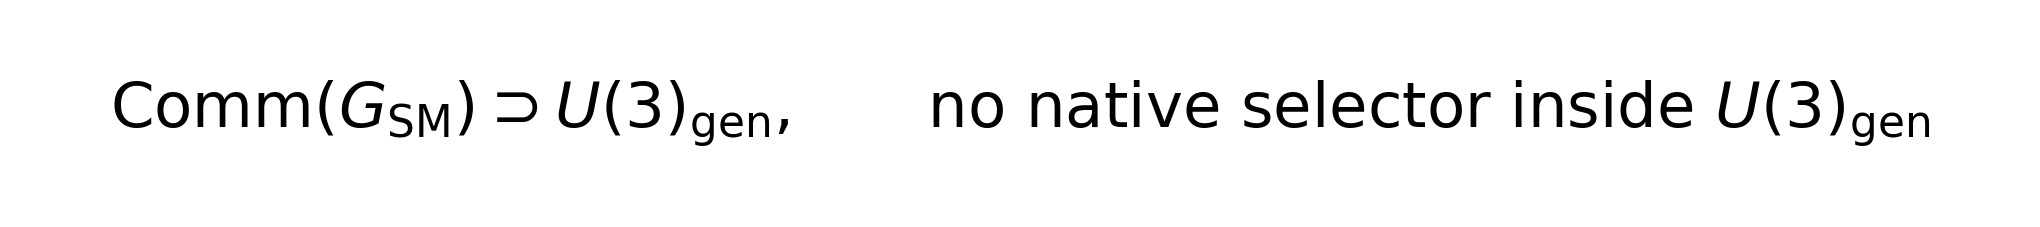 Comm(G_SM) ⊃ U(3)_gen, no native selector inside U(3)_gen